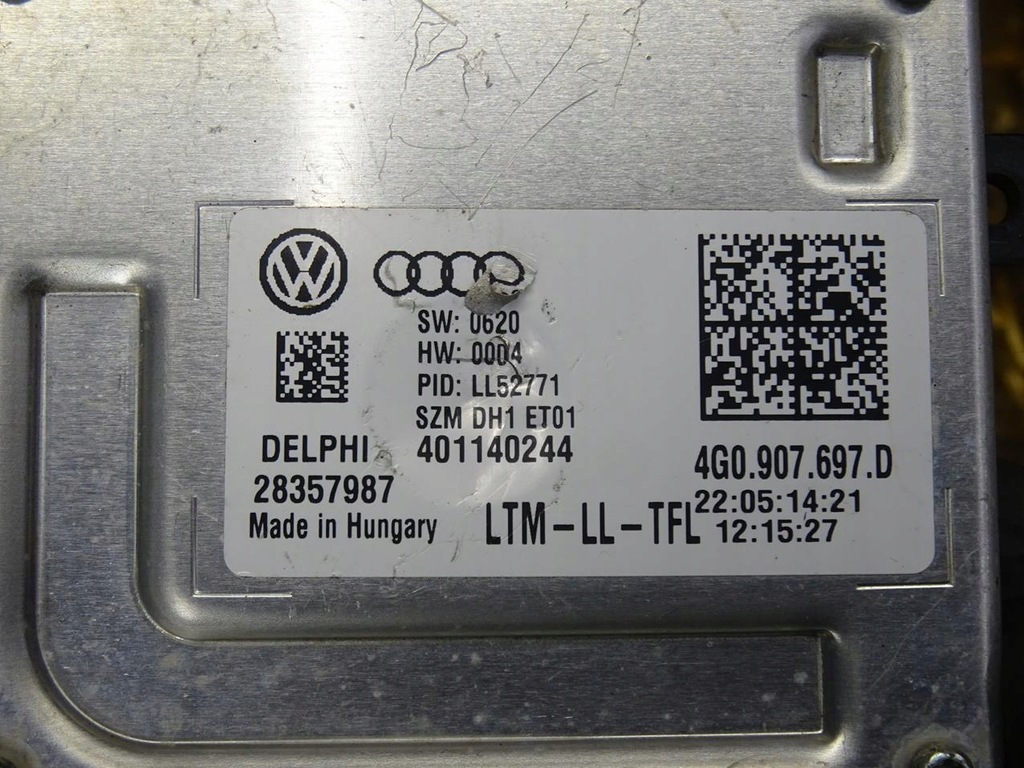 SW: 0620
HW: 0004
PID: LL52771
SZM DH1 ET01
401140244
DELPHI
28357987
Made in Hungary
LTM-LL-TFL
4G0.907.697.D
22:05:14:21
12:15:27